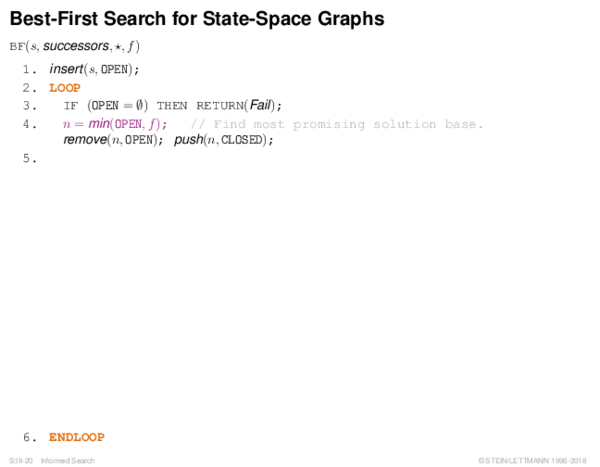 Best-First Search for State-Space Graphs
BF(s, successors, ⋆, f)
1. insert(s, OPEN);
2. LOOP
3. IF (OPEN = ∅) THEN RETURN(Fail);
4. n = min(OPEN, f); // Find most promising solution base.
remove(n, OPEN); push(n, CLOSED);
5.
6. ENDLOOP
S:II-20 Informed Search
©STEIN/LETTMANN 1998-2018